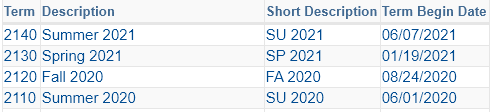 Term Description Short Description Term Begin Date
2140 Summer 2021 SU 2021 06/07/2021
2130 Spring 2021 SP 2021 01/19/2021
2120 Fall 2020 FA 2020 08/24/2020
2110 Summer 2020 SU 2020 06/01/2020